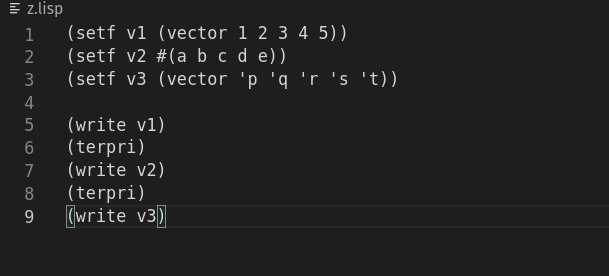 z.lisp
1 (setf v1 (vector 1 2 3 4 5))
2 (setf v2 #(a b c d e))
3 (setf v3 (vector 'p 'q 'r 's 't))
4
5 (write v1)
6 (terpri)
7 (write v2)
8 (terpri)
9 (write v3)